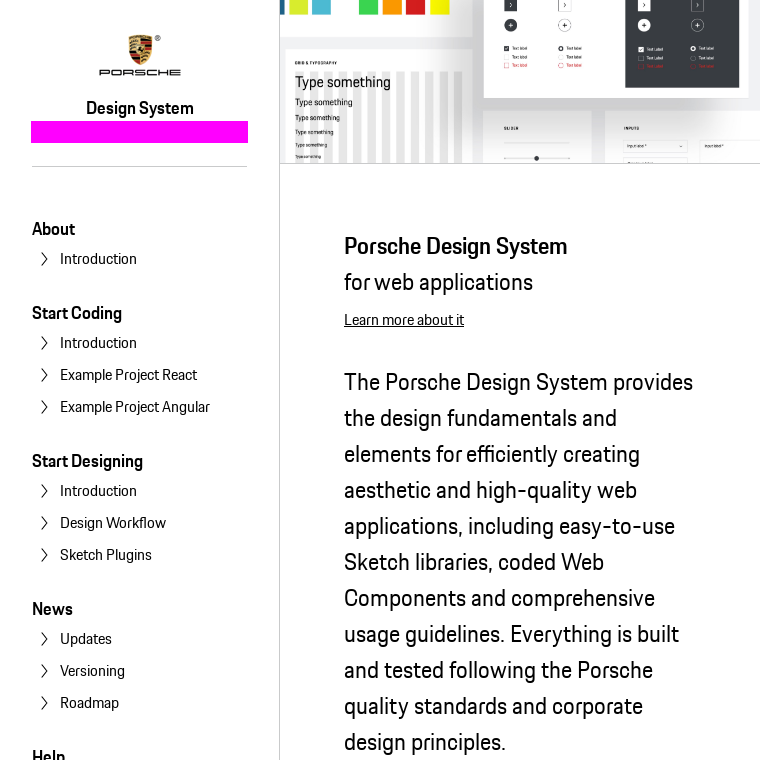 PORSCHE
Design System
About
Introduction
Start Coding
Introduction
Example Project React
Example Project Angular
Start Designing
Introduction
Design Workflow
Sketch Plugins
News
Updates
Versioning
Roadmap
Help
GRID & TYPOGRAPHY
Type something
Type something
Type something
Type something
Type something
Type something
Text label
Text label
Text label
Text label
Text label
Text label
Text label
Text label
Text label
Text label
Text label
Text label
SLIDER
INPUTS
Input label *
Input label *
Porsche Design System
for web applications
Learn more about it
The Porsche Design System provides
the design fundamentals and
elements for efficiently creating
aesthetic and high-quality web
applications, including easy-to-use
Sketch libraries, coded Web
Components and comprehensive
usage guidelines. Everything is built
and tested following the Porsche
quality standards and corporate
design principles.